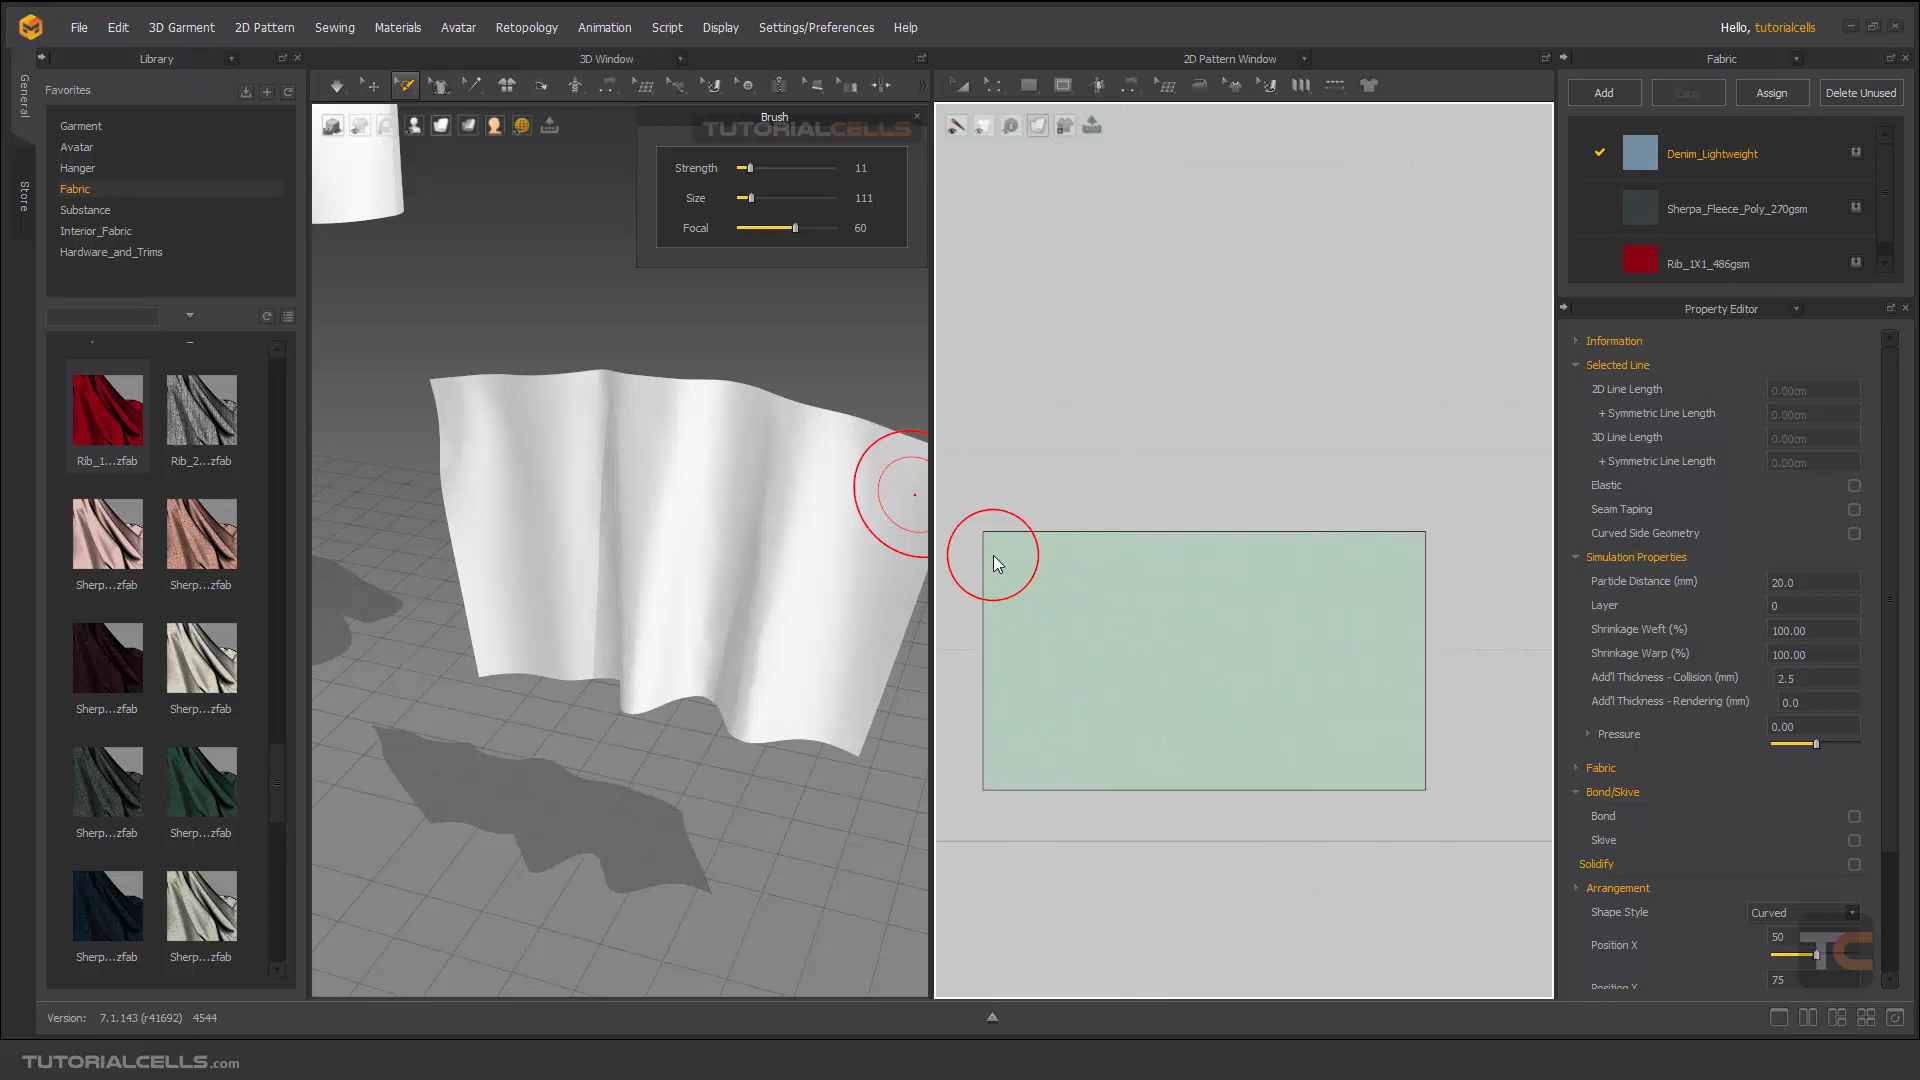 File Edit 3D Garment 2D Pattern Sewing Materials Avatar Retopology Animation Script Display Settings/Preferences Help
Hello, tutorialcells
Library
3D Window
2D Pattern Window
Fabric
General
Store
Favorites
Garment
Avatar
Hanger
Fabric
Substance
Interior_Fabric
Hardware_and_Trims
Rib_1...zfab
Rib_2...zfab
Sherp...zfab
Sherp...zfab
Sherp...zfab
Sherp...zfab
Sherp...zfab
Sherp...zfab
Sherp...zfab
Sherp...zfab
Brush
TUTORIALCELLS
Strength 11
Size 111
Focal 60
Add Copy Assign Delete Unused
Denim_Lightweight
Sherpa_Fleece_Poly_270gsm
Rib_1X1_486gsm
Property Editor
Information
Selected Line
2D Line Length 0.00cm
+ Symmetric Line Length 0.00cm
3D Line Length 0.00cm
+ Symmetric Line Length 0.00cm
Elastic
Seam Taping
Curved Side Geometry
Simulation Properties
Particle Distance (mm) 20.0
Layer 0
Shrinkage Weft (%) 100.00
Shrinkage Warp (%) 100.00
Add'l Thickness - Collision (mm) 2.5
Add'l Thickness - Rendering (mm) 0.0
Pressure 0.00
Fabric
Bond/Skive
Bond
Skive
Solidify
Arrangement
Shape Style Curved
Position X 50
Position Y 75
TC
Version: 7.1.143 (r41692) 4544
TUTORIALCELLS.com